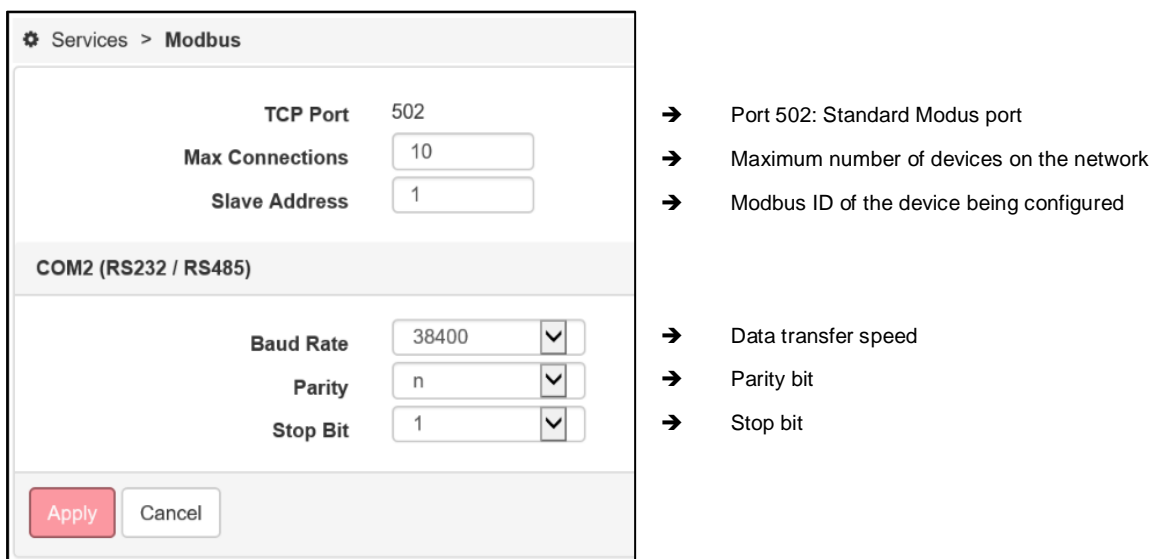 Services > Modbus
TCP Port 502 ➔ Port 502: Standard Modus port
Max Connections 10 ➔ Maximum number of devices on the network
Slave Address 1 ➔ Modbus ID of the device being configured
COM2 (RS232 / RS485)
Baud Rate 38400 ➔ Data transfer speed
Parity n ➔ Parity bit
Stop Bit 1 ➔ Stop bit
Apply Cancel